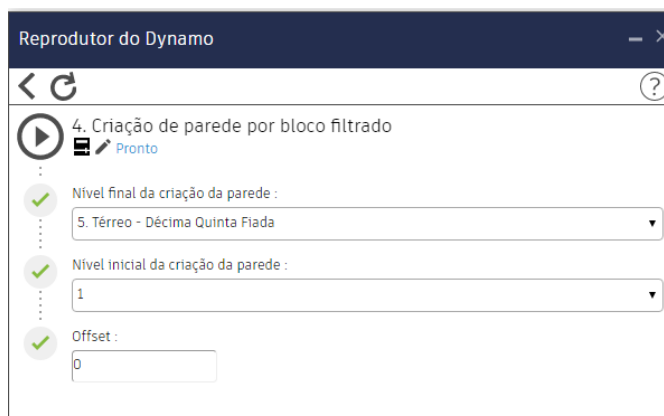 Reprodutor do Dynamo
?
4. Criação de parede por bloco filtrado
Pronto
Nível final da criação da parede :
5. Térreo - Décima Quinta Fiada
Nível inicial da criação da parede :
1
Offset :
0